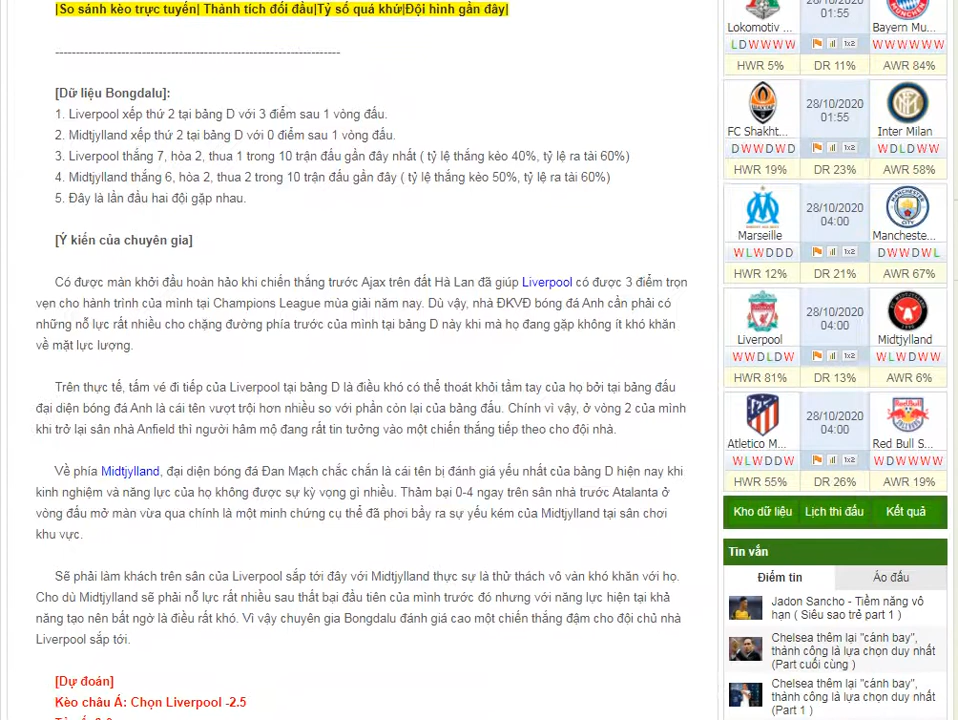 |So sánh kèo trực tuyến| Thành tích đối đầu|Tỷ số quá khứ|Đội hình gần đây|
---------------------------------------------------------------------
[Dữ liệu Bongdalu]:
1. Liverpool xếp thứ 2 tại bảng D với 3 điểm sau 1 vòng đấu.
2. Midtjylland xếp thứ 2 tại bảng D với 0 điểm sau 1 vòng đấu.
3. Liverpool thắng 7, hòa 2, thua 1 trong 10 trận đấu gần đây nhất ( tỷ lệ thắng kèo 40%, tỷ lệ ra tài 60%)
4. Midtjylland thắng 6, hòa 2, thua 2 trong 10 trận đấu gần đây ( tỷ lệ thắng kèo 50%, tỷ lệ ra tài 60%)
5. Đây là lần đầu hai đội gặp nhau.
[Ý kiến của chuyên gia]
Có được màn khởi đầu hoàn hảo khi chiến thắng trước Ajax trên đất Hà Lan đã giúp Liverpool có được 3 điểm trọn
vẹn cho hành trình của mình tại Champions League mùa giải năm nay. Dù vậy, nhà ĐKVĐ bóng đá Anh cần phải có
những nỗ lực rất nhiều cho chặng đường phía trước của mình tại bảng D này khi mà họ đang gặp không ít khó khăn
về mặt lực lượng.
Trên thực tế, tấm vé đi tiếp của Liverpool tại bảng D là điều khó có thể thoát khỏi tầm tay của họ bởi tại bảng đấu
đại diện bóng đá Anh là cái tên vượt trội hơn nhiều so với phần còn lại của bảng đấu. Chính vì vậy, ở vòng 2 của mình
khi trở lại sân nhà Anfield thì người hâm mộ đang rất tin tưởng vào một chiến thắng tiếp theo cho đội nhà.
Về phía Midtjylland, đại diện bóng đá Đan Mạch chắc chắn là cái tên bị đánh giá yếu nhất của bảng D hiện nay khi
kinh nghiệm và năng lực của họ không được sự kỳ vọng gì nhiều. Thảm bại 0-4 ngay trên sân nhà trước Atalanta ở
vòng đấu mở màn vừa qua chính là một minh chứng cụ thể đã phơi bầy ra sự yếu kém của Midtjylland tại sân chơi
khu vực.
Sẽ phải làm khách trên sân của Liverpool sắp tới đây với Midtjylland thực sự là thử thách vô vàn khó khăn với họ.
Cho dù Midtjylland sẽ phải nỗ lực rất nhiều sau thất bại đầu tiên của mình trước đó nhưng với năng lực hiện tại khả
năng tạo nên bất ngờ là điều rất khó. Vì vậy chuyên gia Bongdalu đánh giá cao một chiến thắng đậm cho đội chủ nhà
Liverpool sắp tới.
[Dự đoán]
Kèo châu Á: Chọn Liverpool -2.5
01:55
Lokomotiv ... Bayern Mu...
LDWWWW 1x2 WWWWWW
HWR 5% DR 11% AWR 84%
28/10/2020
01:55
FC Shakht... Inter Milan
DWWDWD 1x2 WDLDWW
HWR 19% DR 23% AWR 58%
28/10/2020
04:00
Marseille Mancheste...
WLWDDD 1x2 DWWDWL
HWR 12% DR 21% AWR 67%
28/10/2020
04:00
Liverpool Midtjylland
WWDLDW 1x2 WLWDWW
HWR 81% DR 13% AWR 6%
28/10/2020
04:00
Atletico M... Red Bull S...
WLWDDW 1x2 WDWWWW
HWR 55% DR 26% AWR 19%
Kho dữ liệu Lịch thi đấu Kết quả
Tin vắn
Điểm tin Áo đấu
Jadon Sancho - Tiềm năng vô
hạn ( Siêu sao trẻ part 1 )
Chelsea thêm lại "cánh bay",
thành công là lựa chọn duy nhất
(Part cuối cùng )
Chelsea thêm lại "cánh bay",
thành công là lựa chọn duy nhất
(Part 1 )